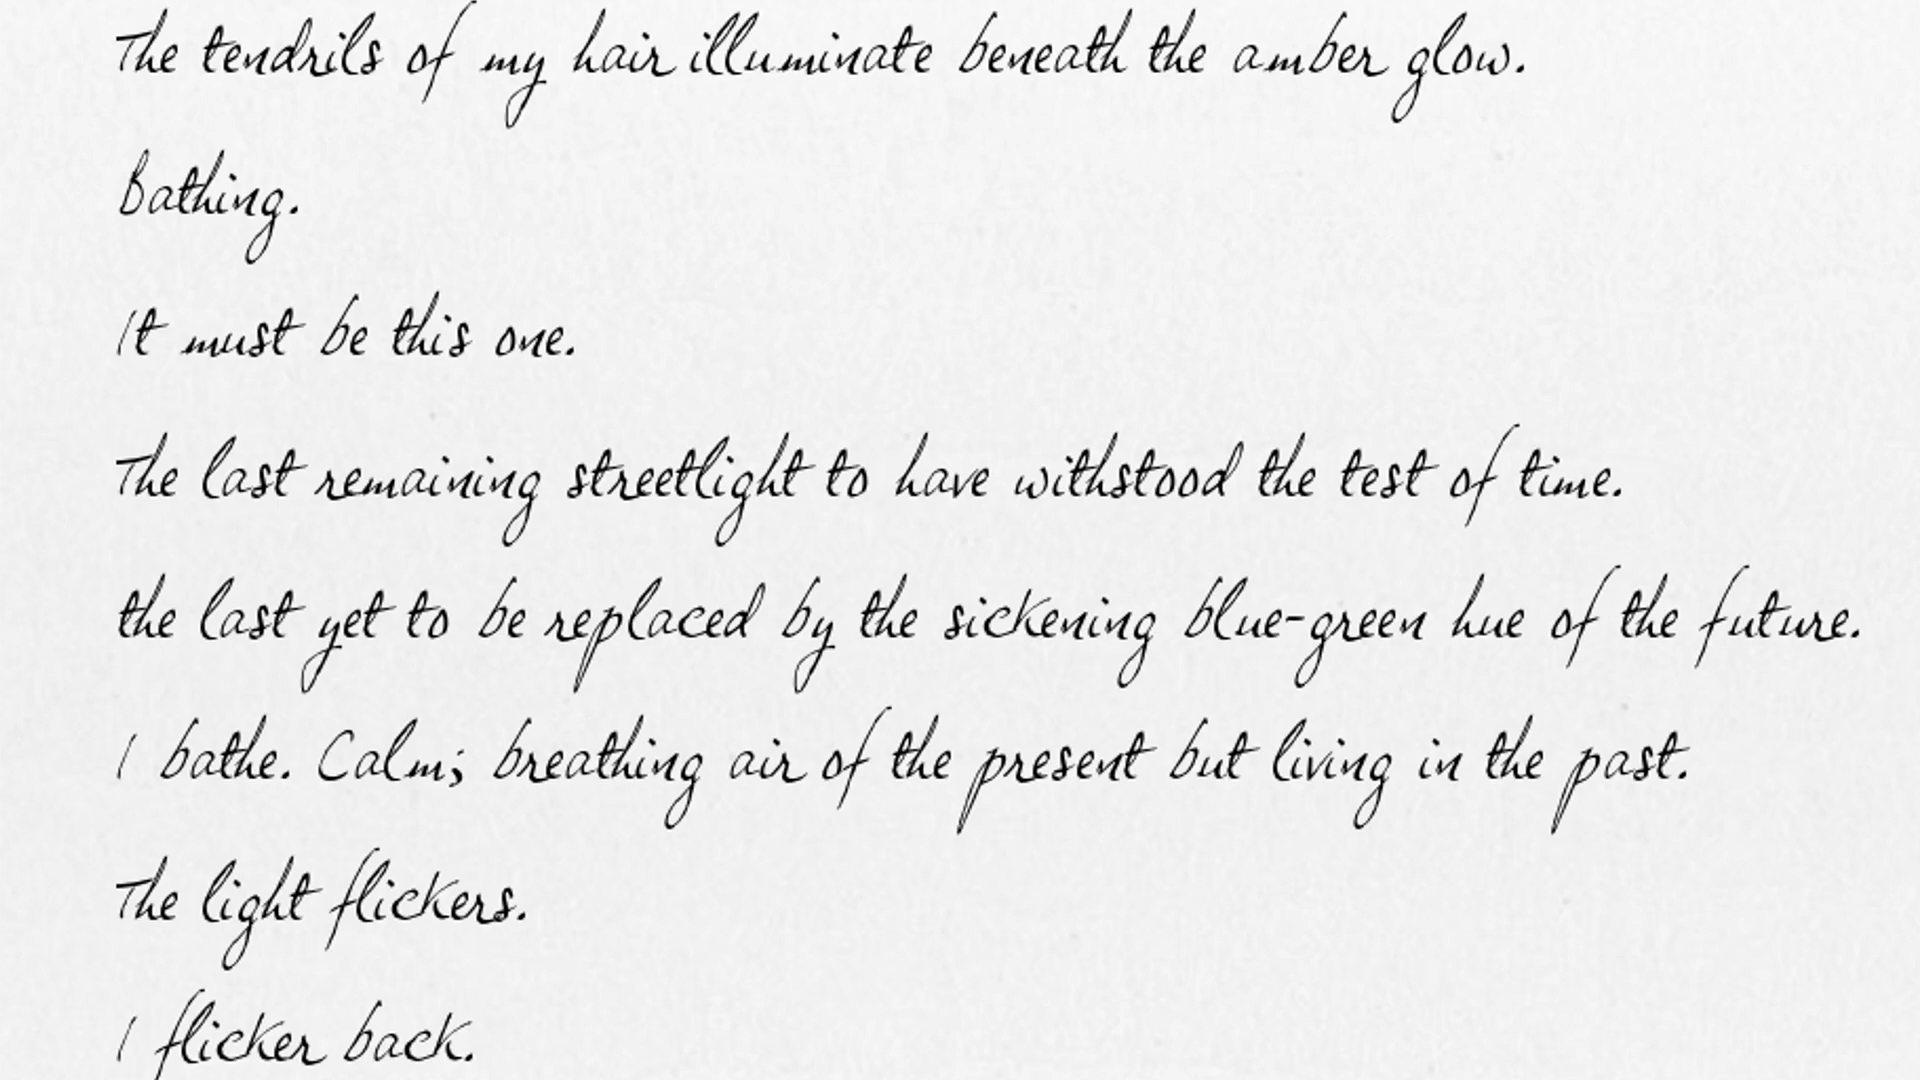 The tendrils of my hair illuminate beneath the amber glow.
Bathing.
It must be this one.
The last remaining streetlight to have withstood the test of time.
the last yet to be replaced by the sickening blue-green hue of the future.
I bathe. Calm; breathing air of the present but living in the past.
The light flickers.
I flicker back.